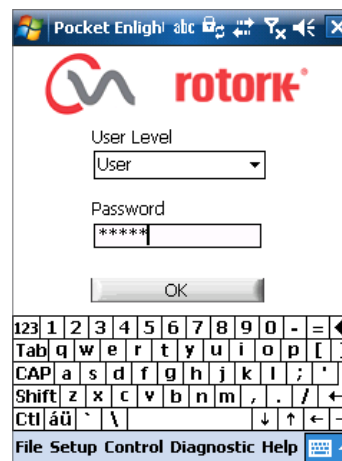 Pocket Enligh abc
rotork
User Level
User
Password
*****
OK
123 1 2 3 4 5 6 7 8 9 0 - =
Tab q w e r t y u i o p [ ]
CAP a s d f g h j k l ; '
Shift z x c v b n m , . /
Ctl áü ` \
File Setup Control Diagnostic Help